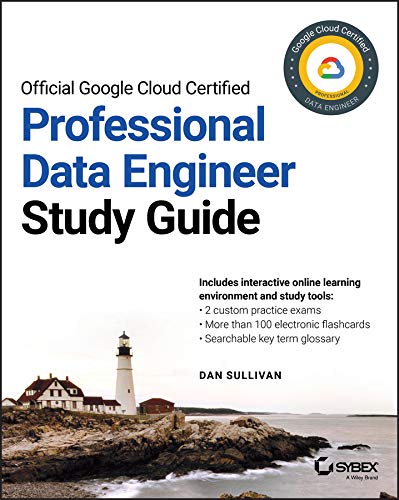 Google Cloud Certified
PROFESSIONAL
DATA ENGINEER
Official Google Cloud Certified
Professional
Data Engineer
Study Guide
Includes interactive online learning
environment and study tools:
• 2 custom practice exams
• More than 100 electronic flashcards
• Searchable key term glossary
DAN SULLIVAN
SYBEX
A Wiley Brand